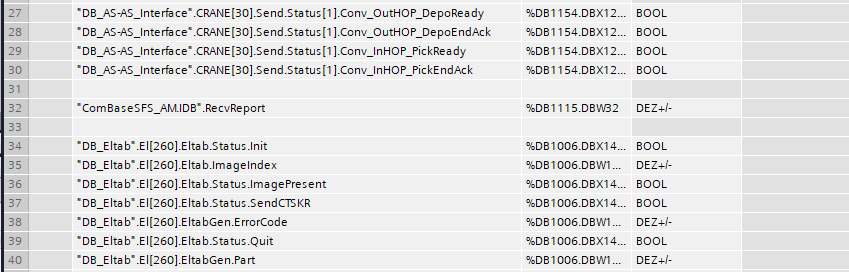 27 "DB_AS-AS_Interface".CRANE[30].Send.Status[1].Conv_OutHOP_DepoReady %DB1154.DBX12... BOOL
28 "DB_AS-AS_Interface".CRANE[30].Send.Status[1].Conv_OutHOP_DepoEndAck %DB1154.DBX12... BOOL
29 "DB_AS-AS_Interface".CRANE[30].Send.Status[1].Conv_InHOP_PickReady %DB1154.DBX12... BOOL
30 "DB_AS-AS_Interface".CRANE[30].Send.Status[1].Conv_InHOP_PickEndAck %DB1154.DBX12... BOOL
31
32 "ComBaseSFS_AM.IDB".RecvReport %DB1115.DBW32 DEZ+/-
33
34 "DB_Eltab".El[260].Eltab.Status.Init %DB1006.DBX14... BOOL
35 "DB_Eltab".El[260].Eltab.ImageIndex %DB1006.DBW1... DEZ+/-
36 "DB_Eltab".El[260].Eltab.Status.ImagePresent %DB1006.DBX14... BOOL
37 "DB_Eltab".El[260].Eltab.Status.SendCTSKR %DB1006.DBX14... BOOL
38 "DB_Eltab".El[260].EltabGen.ErrorCode %DB1006.DBW1... DEZ+/-
39 "DB_Eltab".El[260].Eltab.Status.Quit %DB1006.DBX14... BOOL
40 "DB_Eltab".El[260].EltabGen.Part %DB1006.DBW1... DEZ+/-